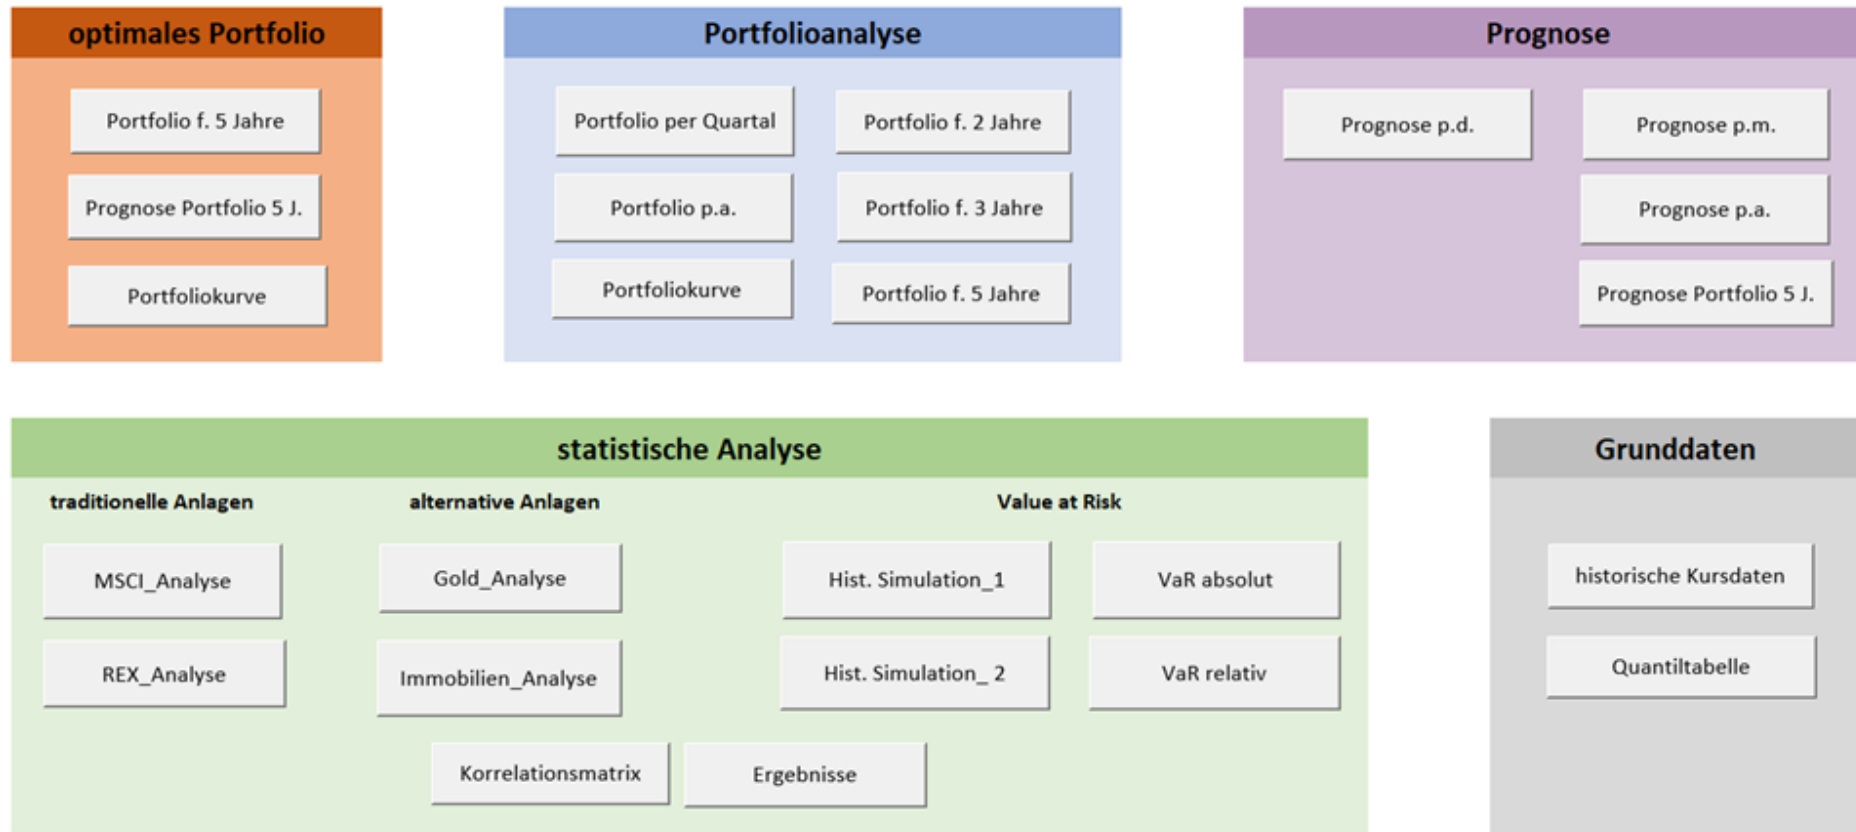 optimales Portfolio
Portfolio f. 5 Jahre
Prognose Portfolio 5 J.
Portfoliokurve
Portfolioanalyse
Portfolio per Quartal
Portfolio f. 2 Jahre
Portfolio p.a.
Portfolio f. 3 Jahre
Portfoliokurve
Portfolio f. 5 Jahre
Prognose
Prognose p.d.
Prognose p.m.
Prognose p.a.
Prognose Portfolio 5 J.
statistische Analyse
traditionelle Anlagen
MSCI_Analyse
REX_Analyse
alternative Anlagen
Gold_Analyse
Immobilien_Analyse
Value at Risk
Hist. Simulation_1
VaR absolut
Hist. Simulation_ 2
VaR relativ
Korrelationsmatrix
Ergebnisse
Grunddaten
historische Kursdaten
Quantiltabelle